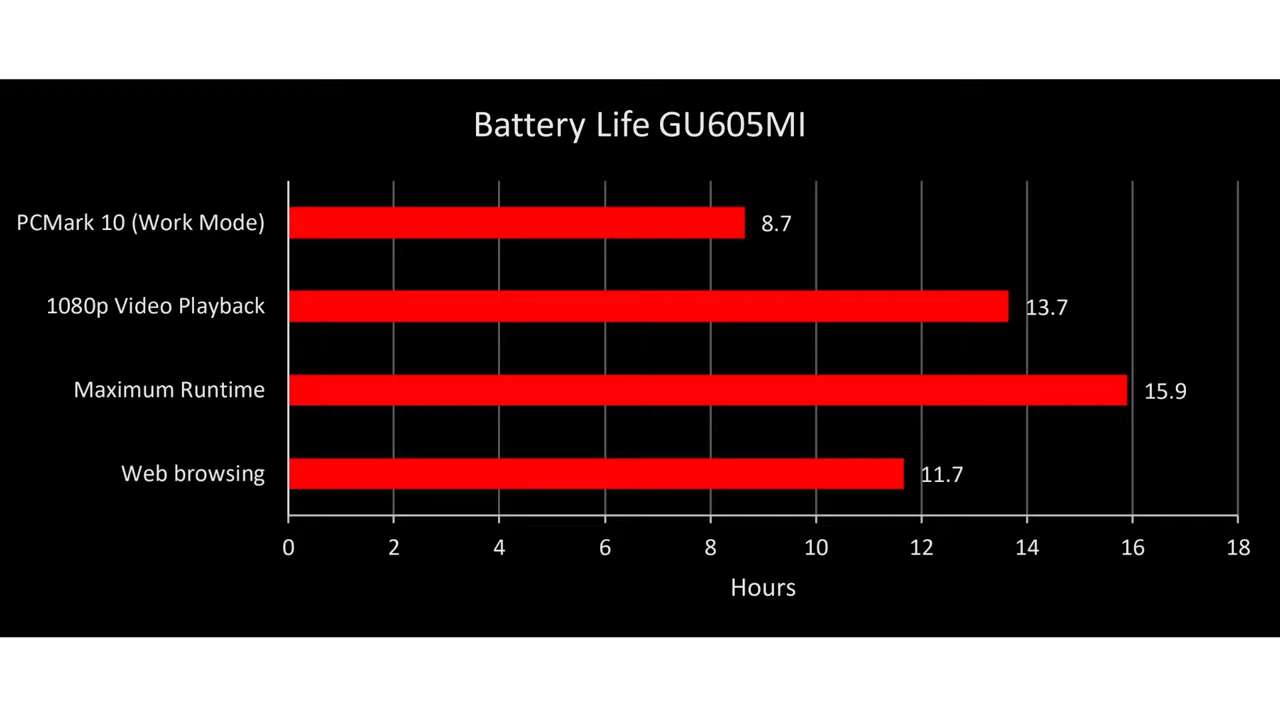 Battery Life GU605MI
PCMark 10 (Work Mode) 8.7
1080p Video Playback 13.7
Maximum Runtime 15.9
Web browsing 11.7
0 2 4 6 8 10 12 14 16 18
Hours